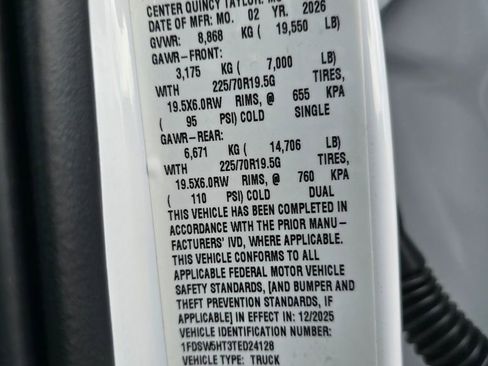 CENTER QUINCY TAYLOR,
DATE OF MFR: MO. 02 YR. 2026
GVWR: 8,868 KG ( 19,550 LB)
GAWR-FRONT:
3,175 KG ( 7,000 LB)
WITH 225/70R19.5G TIRES,
19.5X6.0RW RIMS, @ 655 KPA
( 95 PSI) COLD SINGLE
GAWR-REAR:
6,671 KG ( 14,706 LB)
WITH 225/70R19.5G TIRES,
19.5X6.0RW RIMS, @ 760 KPA
( 110 PSI) COLD DUAL
THIS VEHICLE HAS BEEN COMPLETED IN
ACCORDANCE WITH THE PRIOR MANU-
FACTURERS' IVD, WHERE APPLICABLE.
THIS VEHICLE CONFORMS TO ALL
APPLICABLE FEDERAL MOTOR VEHICLE
SAFETY STANDARDS, [AND BUMPER AND
THEFT PREVENTION STANDARDS, IF
APPLICABLE] IN EFFECT IN: 12/2025
VEHICLE IDENTIFICATION NUMBER:
1FDSW5HT3TED24128
VEHICLE TYPE: TRUCK